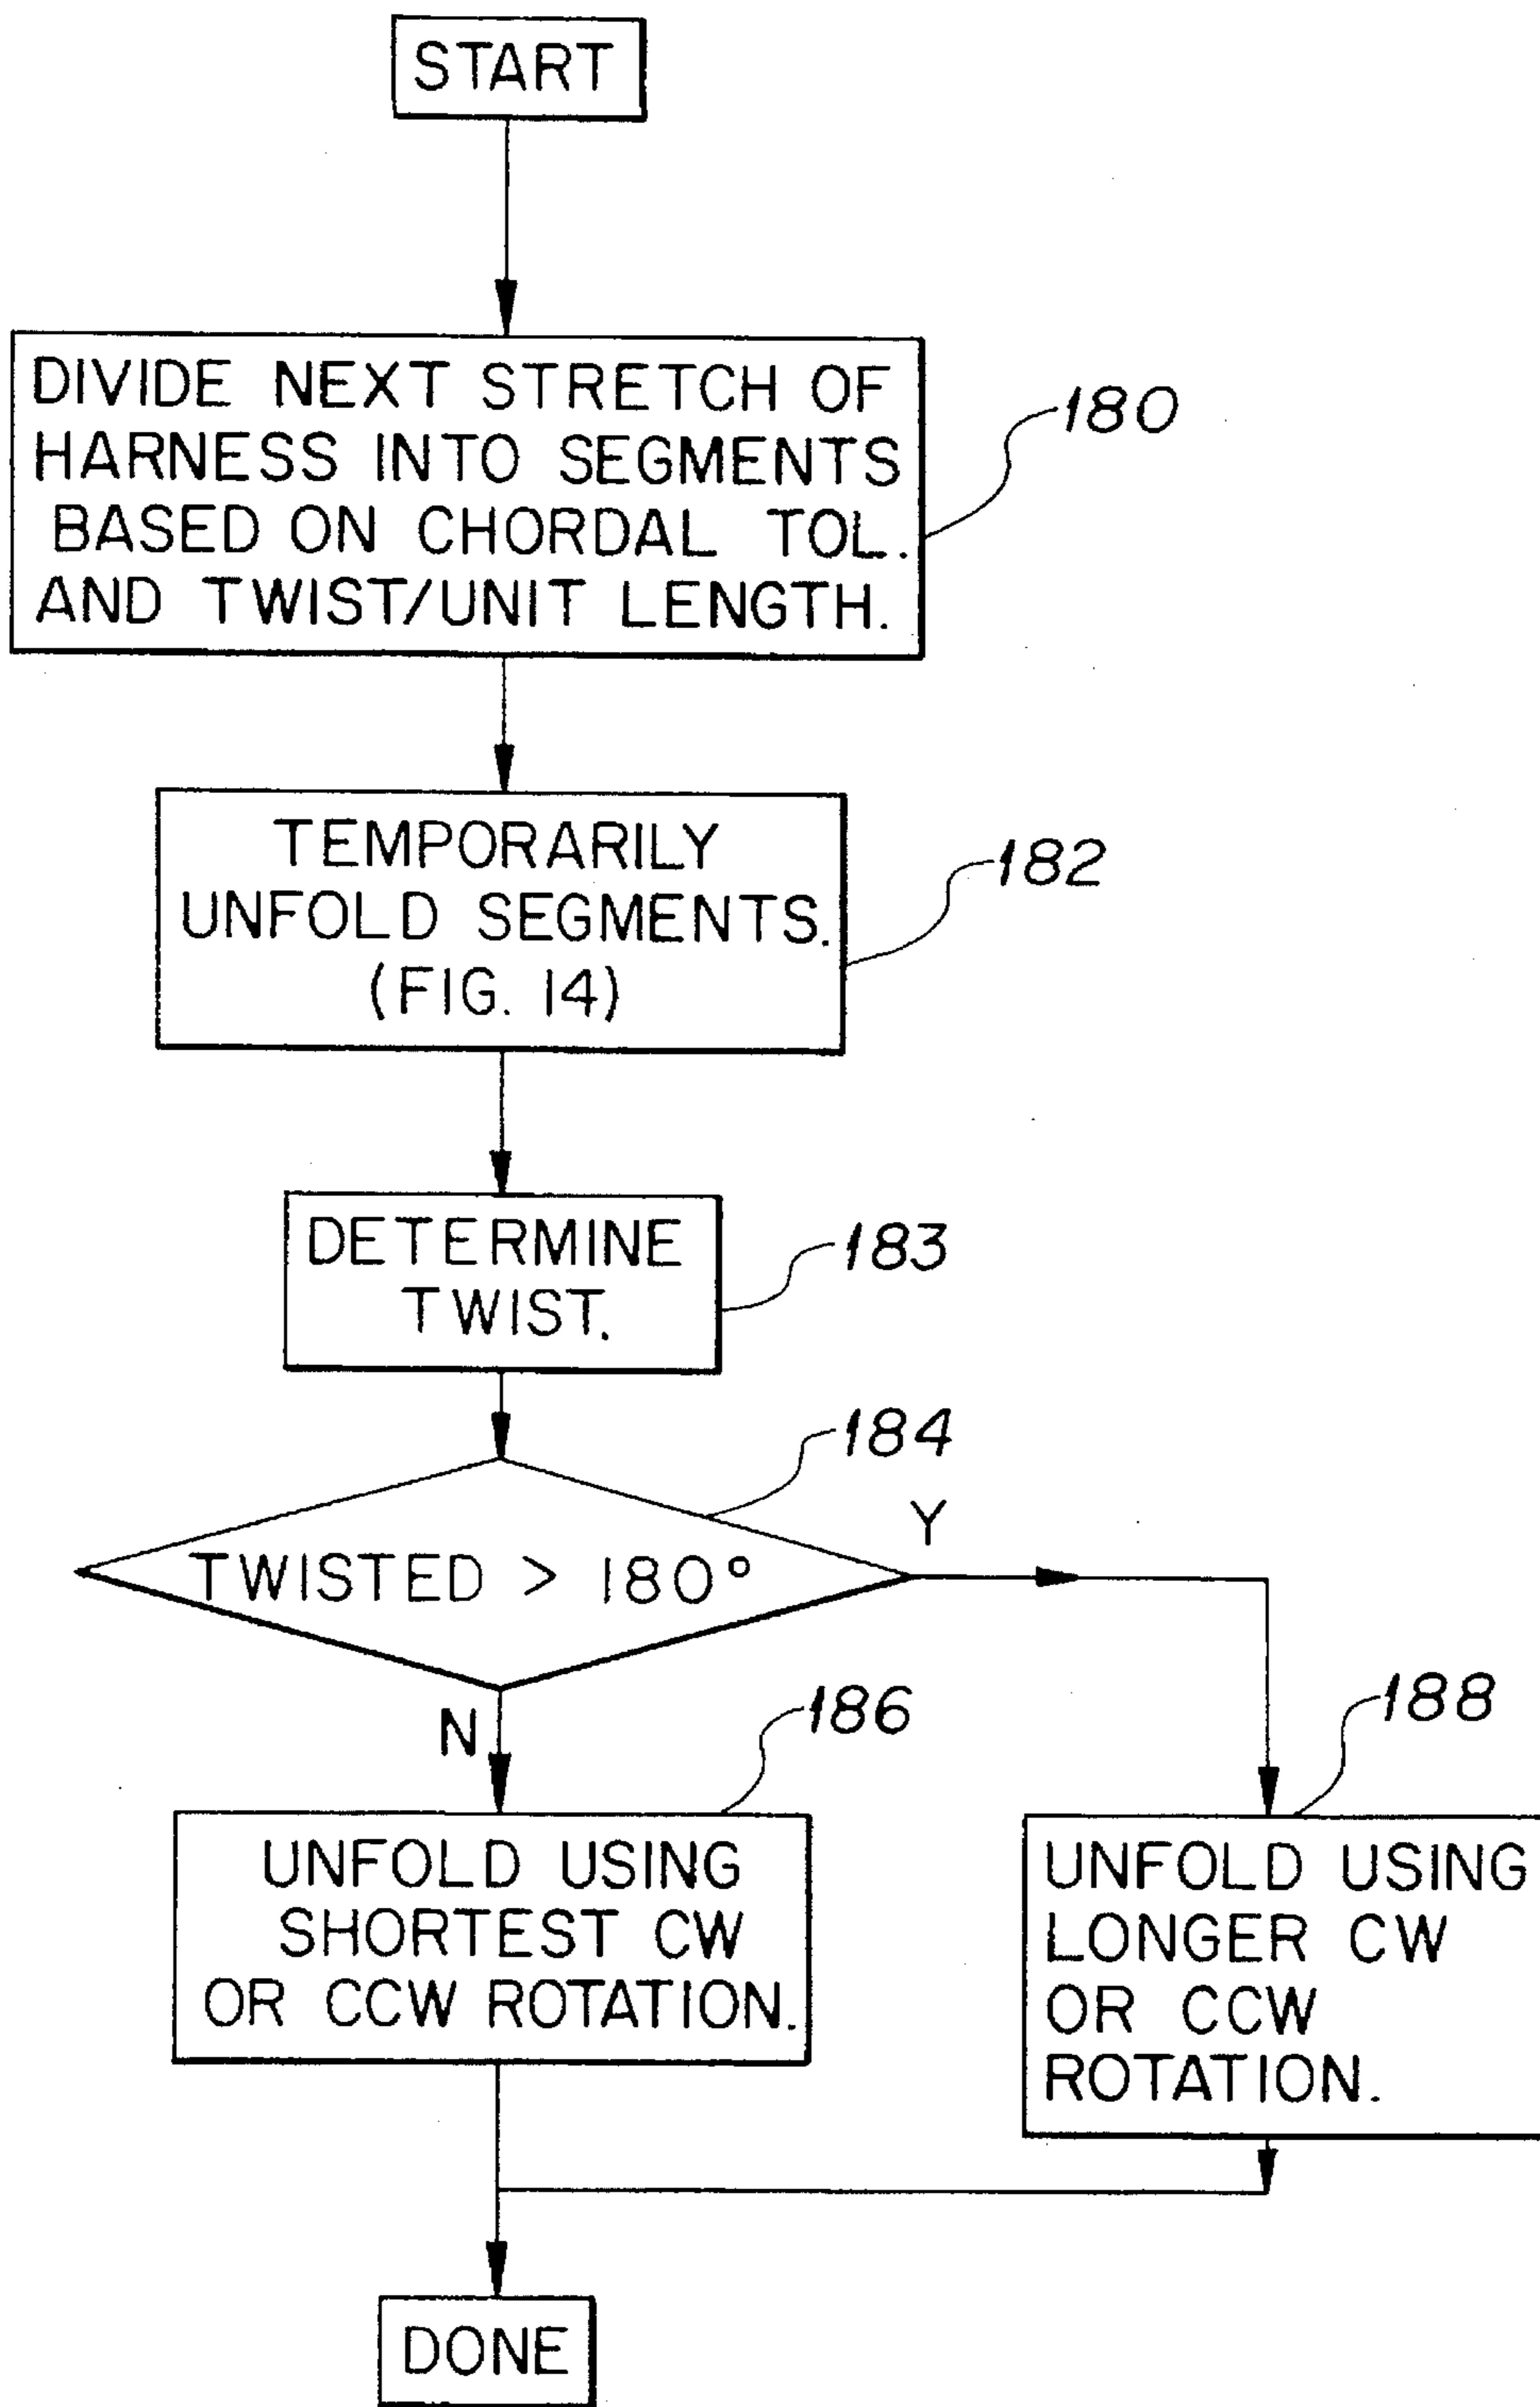 START
DIVIDE NEXT STRETCH OF
HARNESS INTO SEGMENTS
BASED ON CHORDAL TOL.
AND TWIST/UNIT LENGTH.
180
TEMPORARILY
UNFOLD SEGMENTS.
(FIG. 14)
182
DETERMINE
TWIST.
183
184
TWISTED > 180°
Y
N
186
188
UNFOLD USING
SHORTEST CW
OR CCW ROTATION.
UNFOLD USING
LONGER CW
OR CCW
ROTATION.
DONE